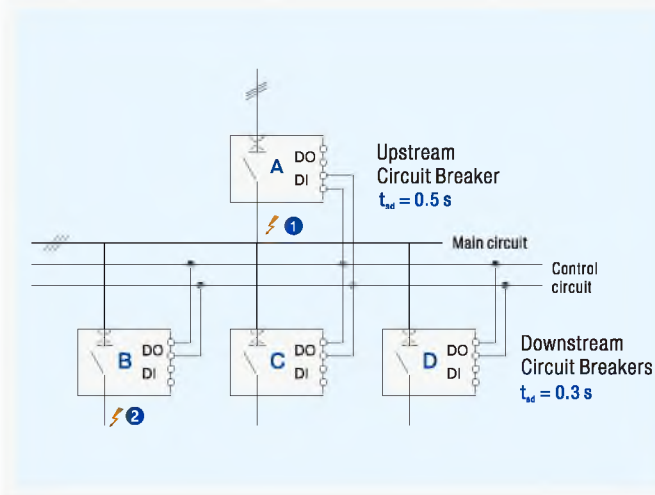 A
DO
DI
Upstream
Circuit Breaker
tsd = 0.5 s
1
Main circuit
Control
circuit
B
DO
DI
C
DO
DI
D
DO
DI
Downstream
Circuit Breakers
tsd = 0.3 s
2